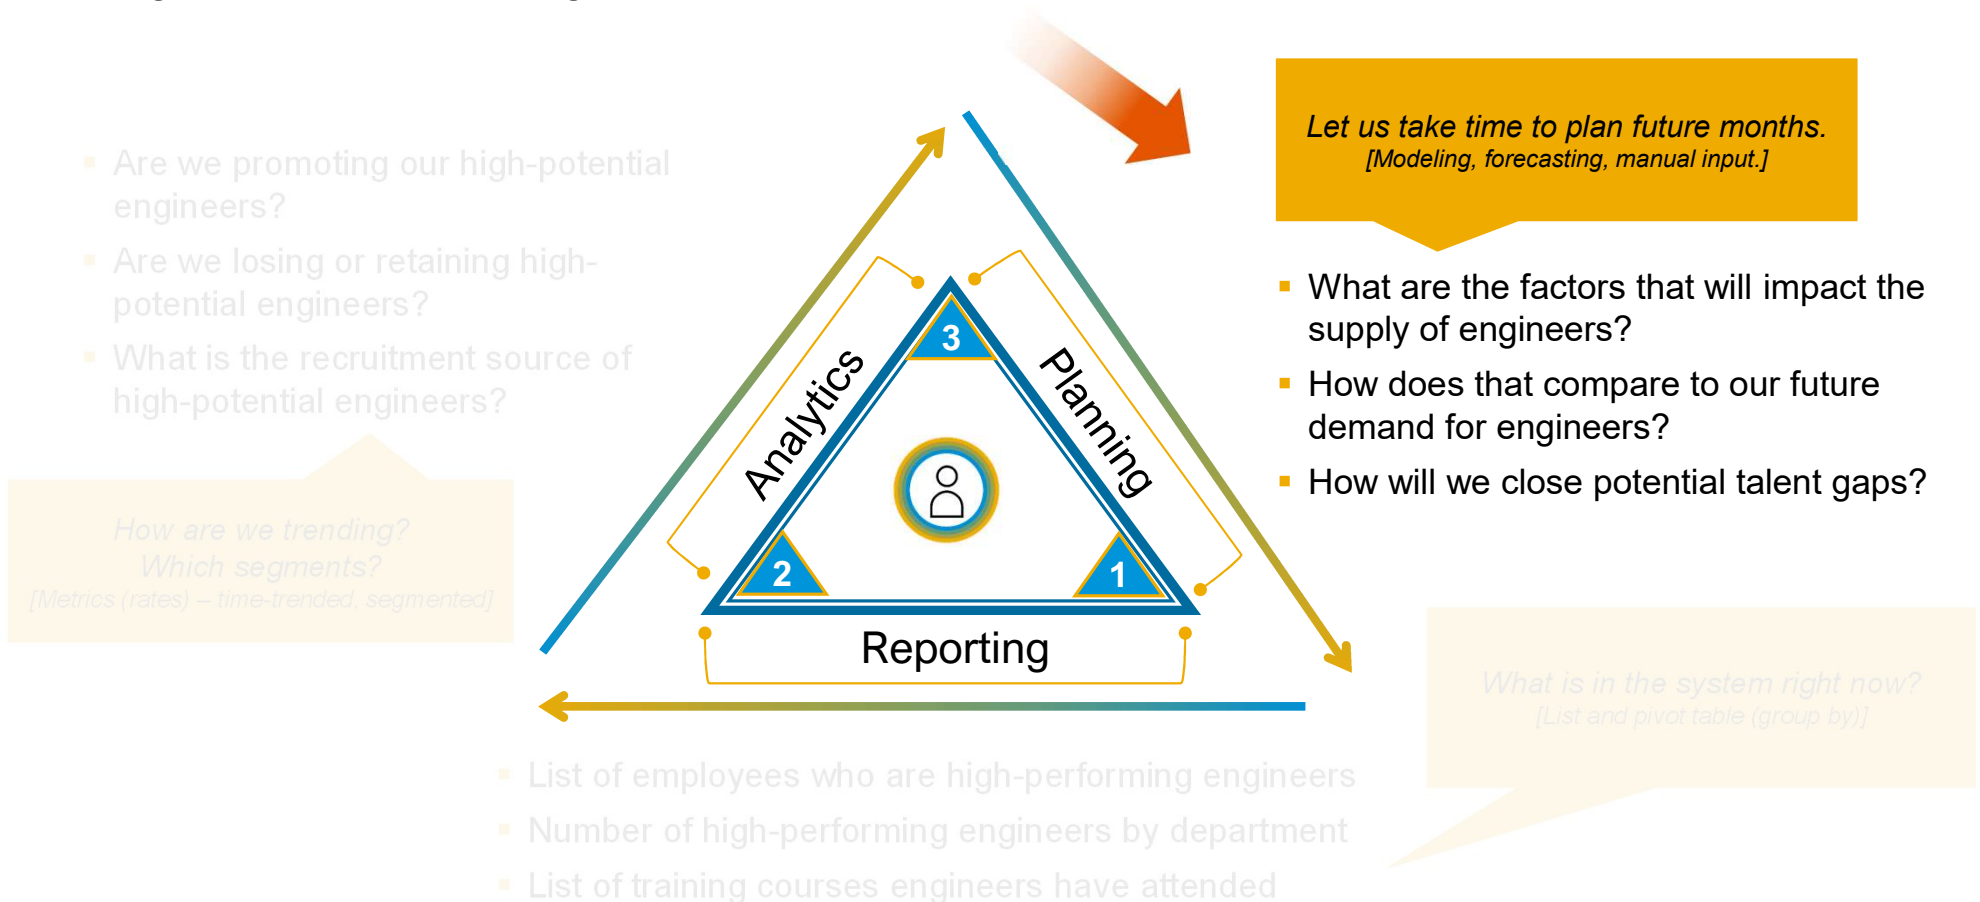 Let us take time to plan future months.
[Modeling, forecasting, manual input.]
▪ What are the factors that will impact the
supply of engineers?
▪ How does that compare to our future
demand for engineers?
▪ How will we close potential talent gaps?
▪ Are we promoting our high-potential
engineers?
▪ Are we losing or retaining high-
potential engineers?
▪ What is the recruitment source of
high-potential engineers?
How are we trending?
Which segments?
[Metrics (rates) – time-trended, segmented]
Analytics
Planning
Reporting
3
2
1
What is in the system right now?
[List and pivot table (group by)]
▪ List of employees who are high-performing engineers
▪ Number of high-performing engineers by department
▪ List of training courses engineers have attended